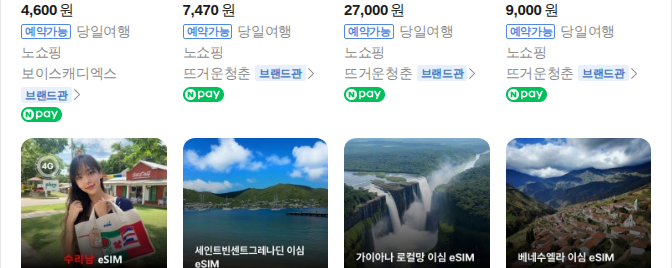 4,600원
예약가능 당일여행
노쇼핑
보이스캐디엑스
브랜드관
N pay
7,470원
예약가능 당일여행
노쇼핑
뜨거운청춘 브랜드관
N pay
27,000원
예약가능 당일여행
노쇼핑
뜨거운청춘 브랜드관
N pay
9,000원
예약가능 당일여행
노쇼핑
뜨거운청춘 브랜드관
N pay
4G
수리남 eSIM
세인트빈센트그레나딘 이심
eSIM
가이아나 로컬망 이심 eSIM
베네수엘라 이심 eSIM